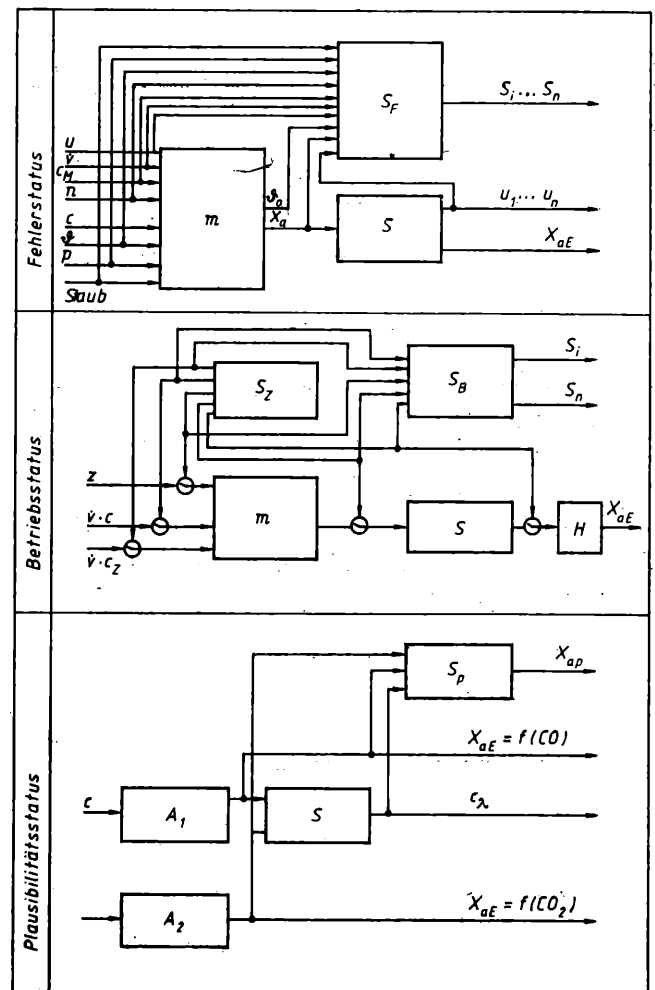 Fehlerstatus
S_F
S_i...S_n
u
v̇
c_M
n
c
ϑ
p
Staub
m
ϑ_o
X_a
S
u_1...u_n
X_aE
Betriebsstatus
S_Z
S_B
S_i
S_n
z
v̇·c
v̇·c_Z
m
S
H
X_aE
Plausibilitätsstatus
S_p
X_ap
X_aE = f(CO)
c
A_1
S
c_λ
A_2
X_aE = f(CO_2)